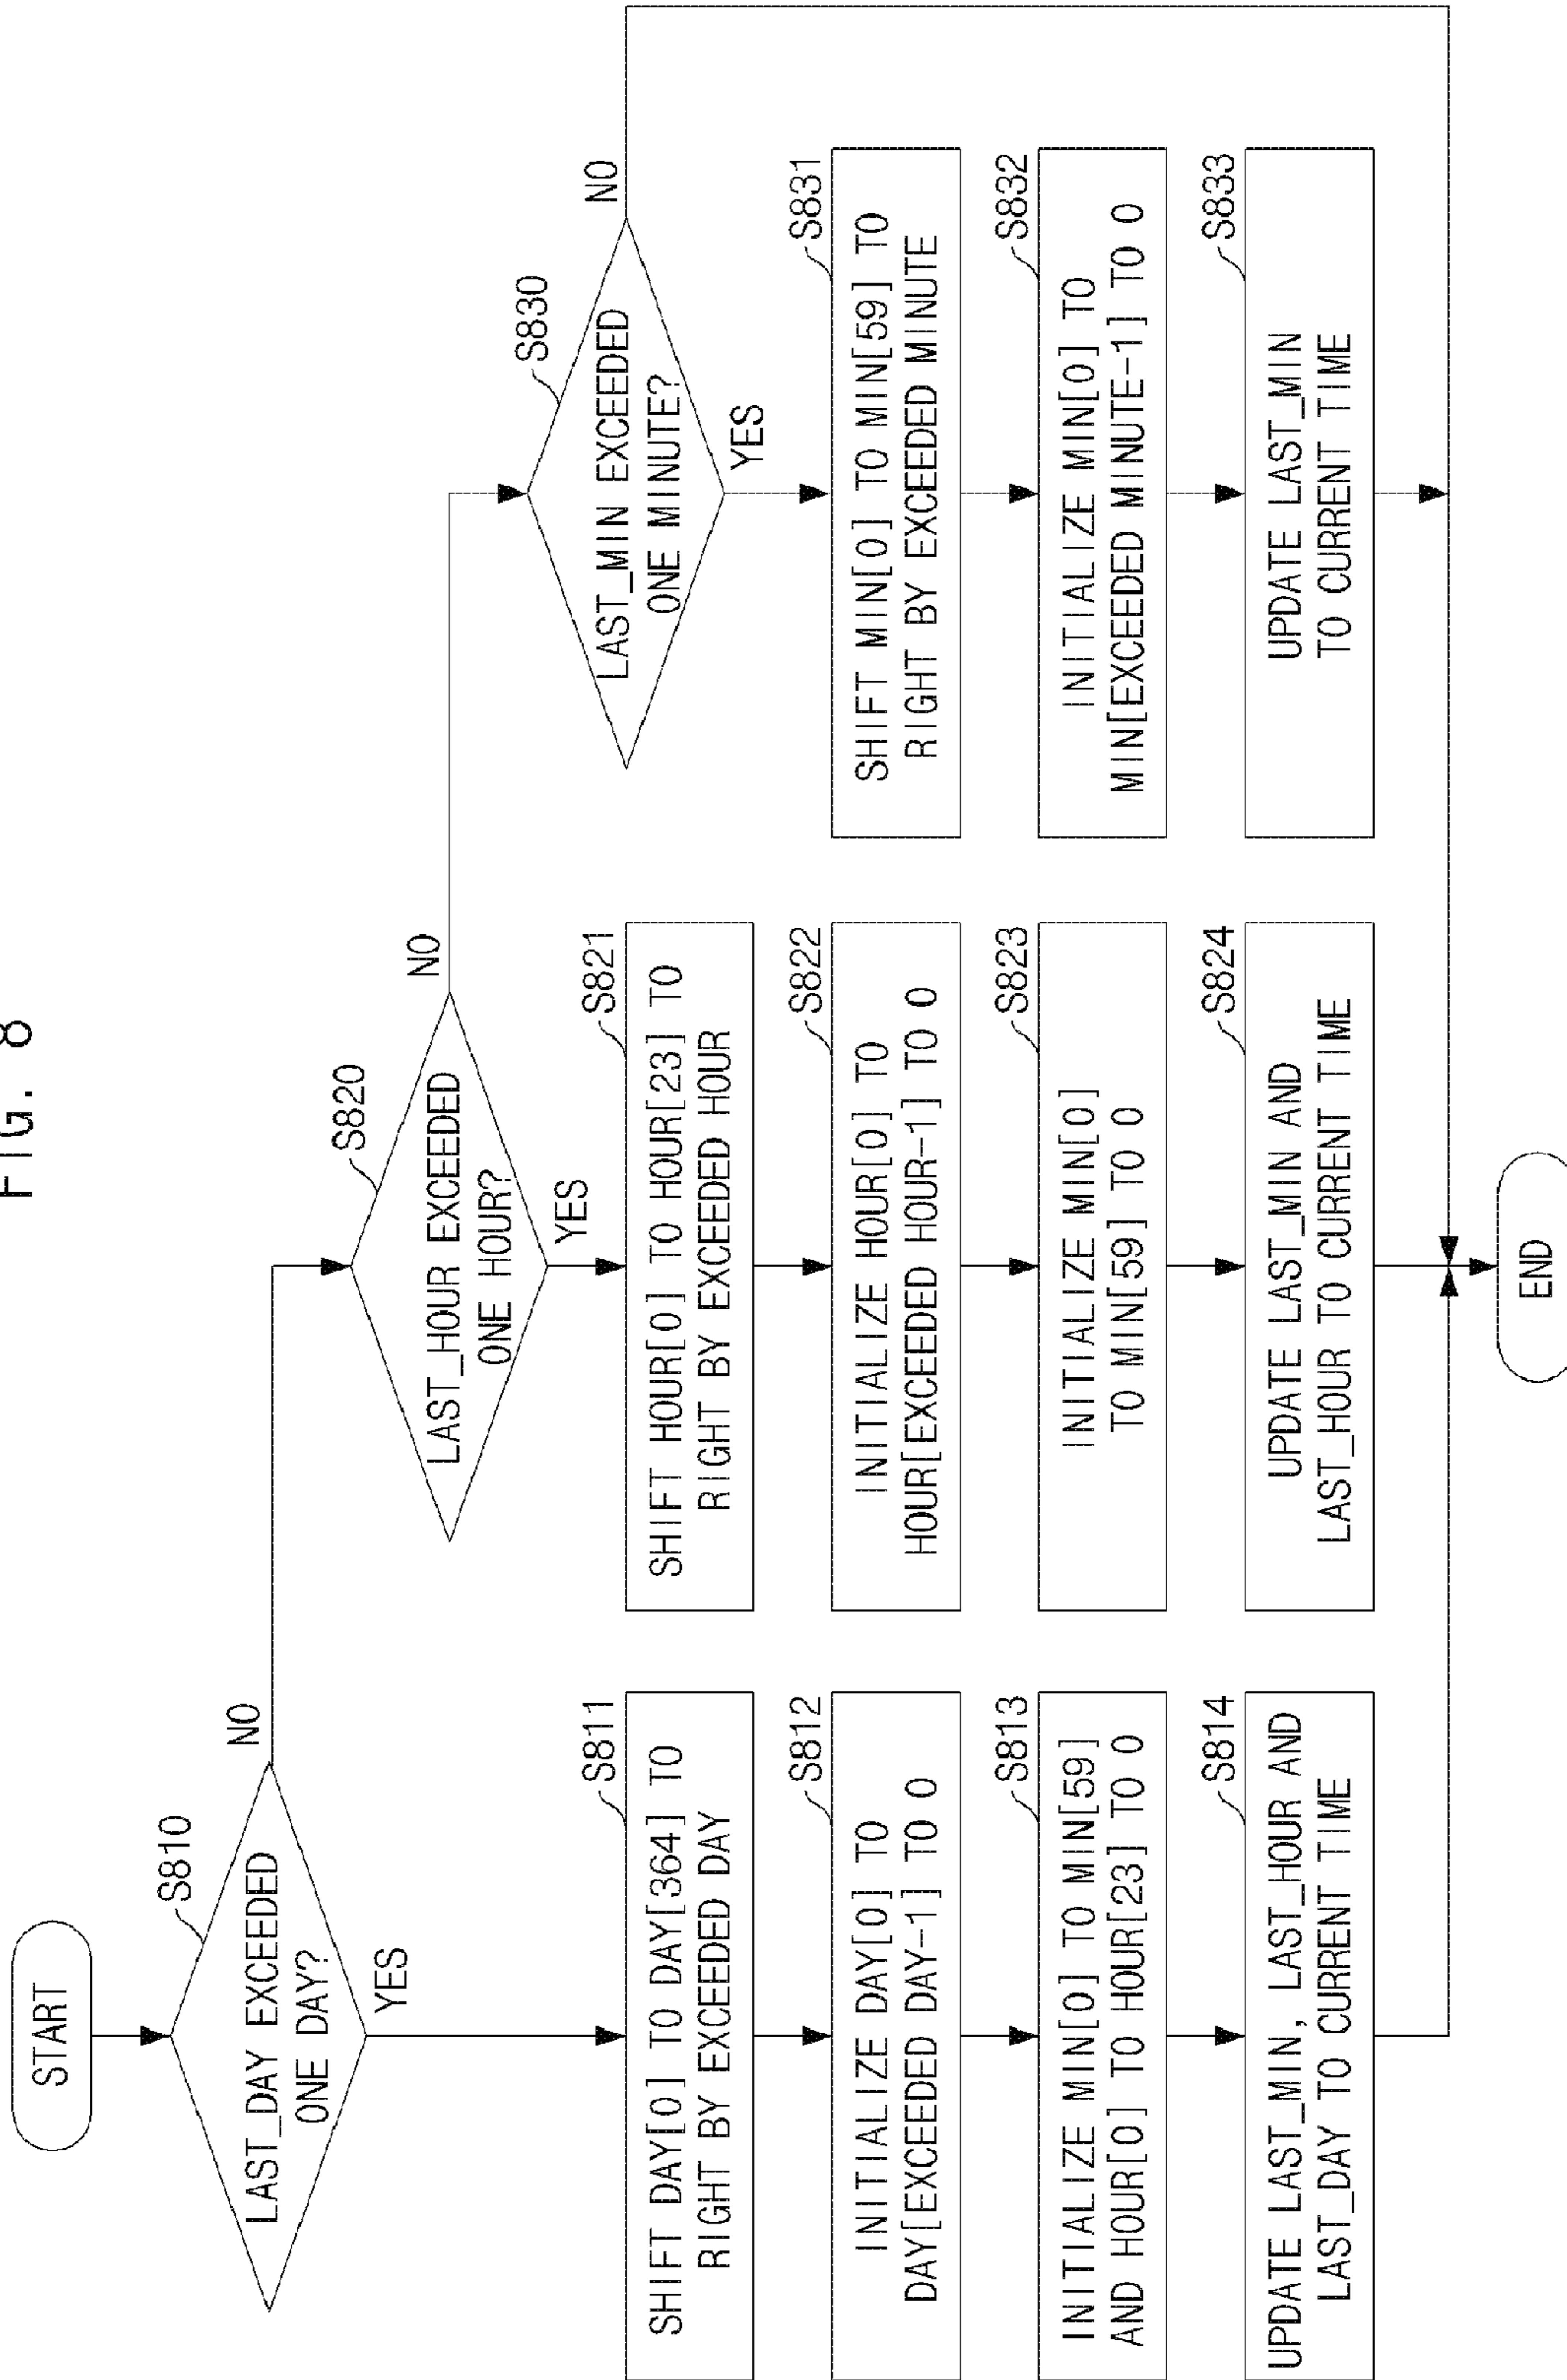 FIG. 8
START
S810
LAST_DAY EXCEEDED
ONE DAY?
NO
YES
S820
LAST_HOUR EXCEEDED
ONE HOUR?
NO
YES
S830
LAST_MIN EXCEEDED
ONE MINUTE?
NO
YES
S811
SHIFT DAY[0] TO DAY[364] TO
RIGHT BY EXCEEDED DAY
S812
INITIALIZE DAY[0] TO
DAY[EXCEEDED DAY-1] TO 0
S813
INITIALIZE MIN[0] TO MIN[59]
AND HOUR[0] TO HOUR[23] TO 0
S814
UPDATE LAST_MIN, LAST_HOUR AND
LAST_DAY TO CURRENT TIME
S821
SHIFT HOUR[0] TO HOUR[23] TO
RIGHT BY EXCEEDED HOUR
S822
INITIALIZE HOUR[0] TO
HOUR[EXCEEDED HOUR-1] TO 0
S823
INITIALIZE MIN[0]
TO MIN[59] TO 0
S824
UPDATE LAST_MIN AND
LAST_HOUR TO CURRENT TIME
S831
SHIFT MIN[0] TO MIN[59] TO
RIGHT BY EXCEEDED MINUTE
S832
INITIALIZE MIN[0] TO
MIN[EXCEEDED MINUTE-1] TO 0
S833
UPDATE LAST_MIN
TO CURRENT TIME
END